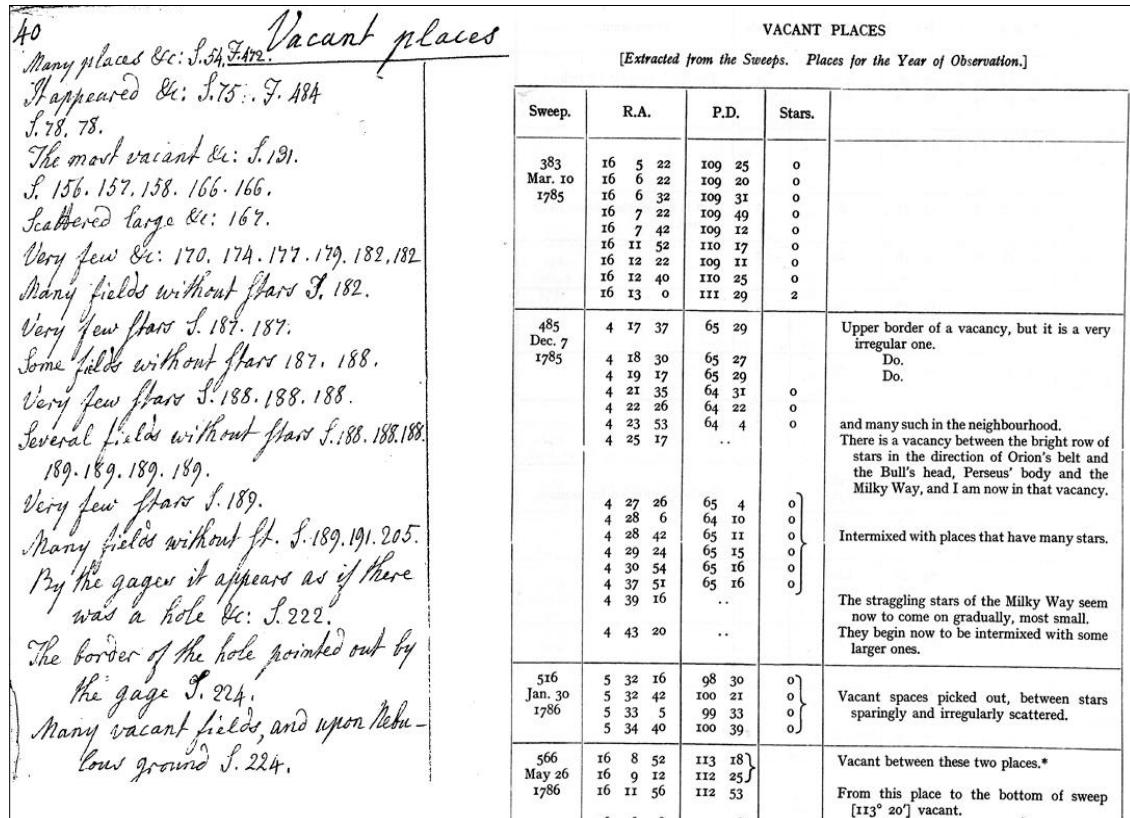 40
Vacant places
Many places &c: S.54, F.472.
It appeared &c: S.75. F. 484
S.78. 78.
The most vacant &c: S.131.
S. 156. 157. 158. 166. 166.
Scattered large &c: 167.
Very few &c: 170. 174. 177. 179. 182. 182
Many fields without stars F. 182.
Very few stars S. 187. 187.
Some fields without stars 187. 188.
Very few stars S. 188. 188. 188.
Several fields without stars S. 188. 188. 188.
189. 189. 189. 189.
Very few stars S. 189.
Many fields without st. S. 189. 191. 205.
By the gages it appears as if there
was a hole &c: S. 222.
The border of the hole pointed out by
the gage S. 224.
Many vacant fields, and upon Nebu-
lous ground S. 224.
VACANT PLACES
[Extracted from the Sweeps. Places for the Year of Observation.]
Sweep. R.A. P.D. Stars.
383 16 5 22 109 25 0
Mar. 10 16 6 22 109 20 0
1785 16 6 32 109 31 0
16 7 22 109 49 0
16 7 42 109 12 0
16 11 52 110 17 0
16 12 22 109 11 0
16 12 40 110 25 0
16 13 0 111 29 2
485 4 17 37 65 29 Upper border of a vacancy, but it is a very
Dec. 7 irregular one.
1785 4 18 30 65 27 Do.
4 19 17 65 29 Do.
4 21 35 64 31 0
4 22 26 64 22 0
4 23 53 64 4 0 and many such in the neighbourhood.
4 25 17 .. There is a vacancy between the bright row of
stars in the direction of Orion's belt and
the Bull's head, Perseus' body and the
Milky Way, and I am now in that vacancy.
4 27 26 65 4 0
4 28 6 64 10 0
4 28 42 65 11 0 Intermixed with places that have many stars.
4 29 24 65 15 0
4 30 54 65 16 0
4 37 51 65 16 0
4 39 16 .. The straggling stars of the Milky Way seem
now to come on gradually, most small.
4 43 20 .. They begin now to be intermixed with some
larger ones.
516 5 32 16 98 30 0
Jan. 30 5 32 42 100 21 0 Vacant spaces picked out, between stars
1786 5 33 5 99 33 0 sparingly and irregularly scattered.
5 34 40 100 39 0
566 16 8 52 113 18 Vacant between these two places.*
May 26 16 9 12 112 25
1786 16 11 56 112 53 From this place to the bottom of sweep
[113° 20′] vacant.